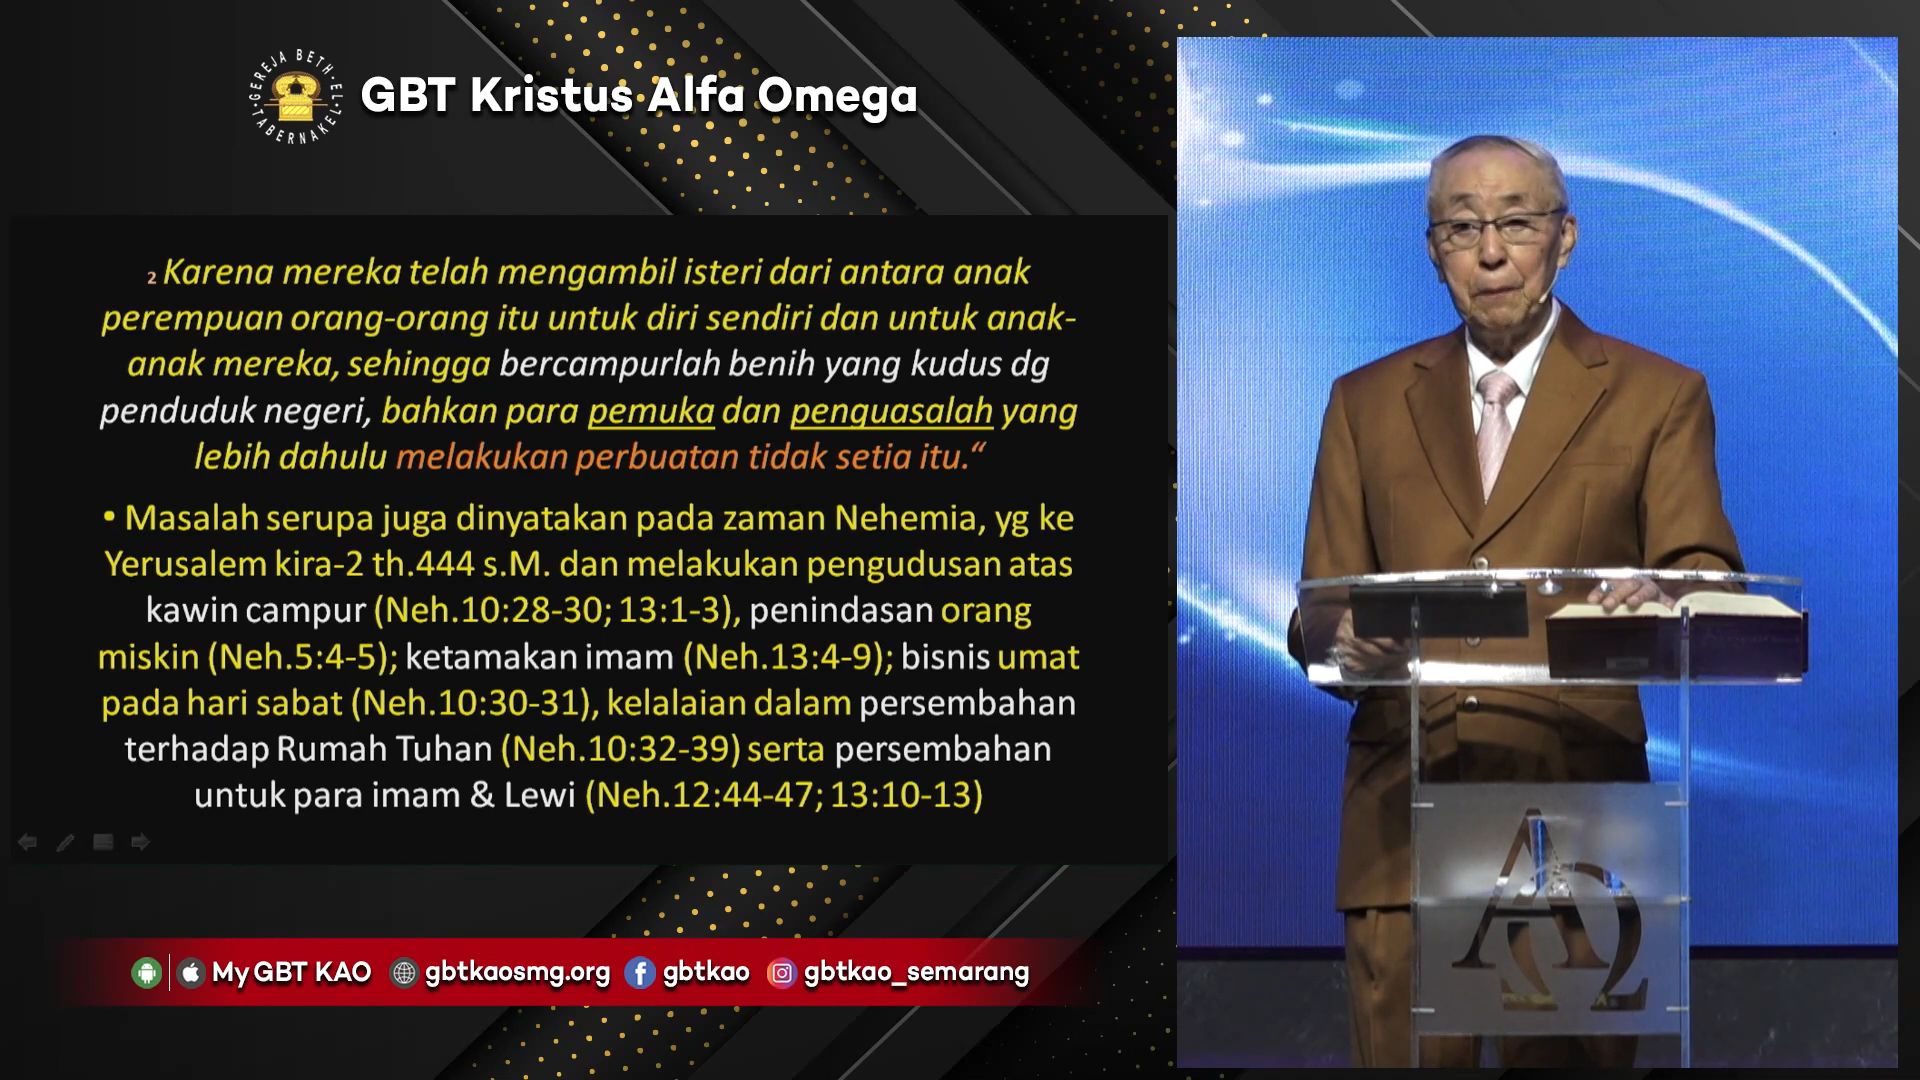 GEREJA BETH-EL
TABERNAKEL
GBT Kristus Alfa Omega
2 Karena mereka telah mengambil isteri dari antara anak
perempuan orang-orang itu untuk diri sendiri dan untuk anak-
anak mereka, sehingga bercampurlah benih yang kudus dg
penduduk negeri, bahkan para pemuka dan penguasalah yang
lebih dahulu melakukan perbuatan tidak setia itu.“
• Masalah serupa juga dinyatakan pada zaman Nehemia, yg ke
Yerusalem kira-2 th.444 s.M. dan melakukan pengudusan atas
kawin campur (Neh.10:28-30; 13:1-3), penindasan orang
miskin (Neh.5:4-5); ketamakan imam (Neh.13:4-9); bisnis umat
pada hari sabat (Neh.10:30-31), kelalaian dalam persembahan
terhadap Rumah Tuhan (Neh.10:32-39) serta persembahan
untuk para imam & Lewi (Neh.12:44-47; 13:10-13)
My GBT KAO gbtkaosmg.org gbtkao gbtkao_semarang
ΑΩ